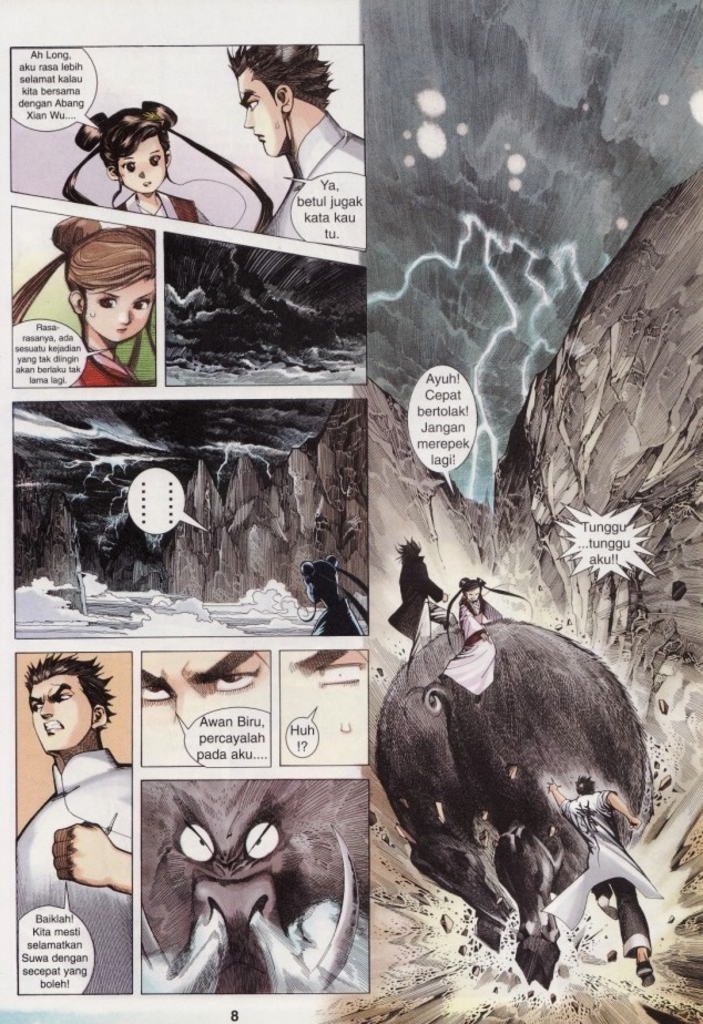 Ah Long,
aku rasa lebih
selamat kalau
kita bersama
dengan Abang
Xian Wu....
Ya,
betul jugak
kata kau
tu.
Rasa-
rasanya, ada
sesuatu kejadian
yang tak diingin
akan berlaku tak
lama lagi.
Baiklah!
Kita mesti
selamatkan
Suwa dengan
secepat yang
boleh!
Awan Biru,
percayalah
pada aku....
Huh
!?
Ayuh!
Cepat
bertolak!
Jangan
merepek
lagi!
Tunggu
...tunggu
aku!!
8